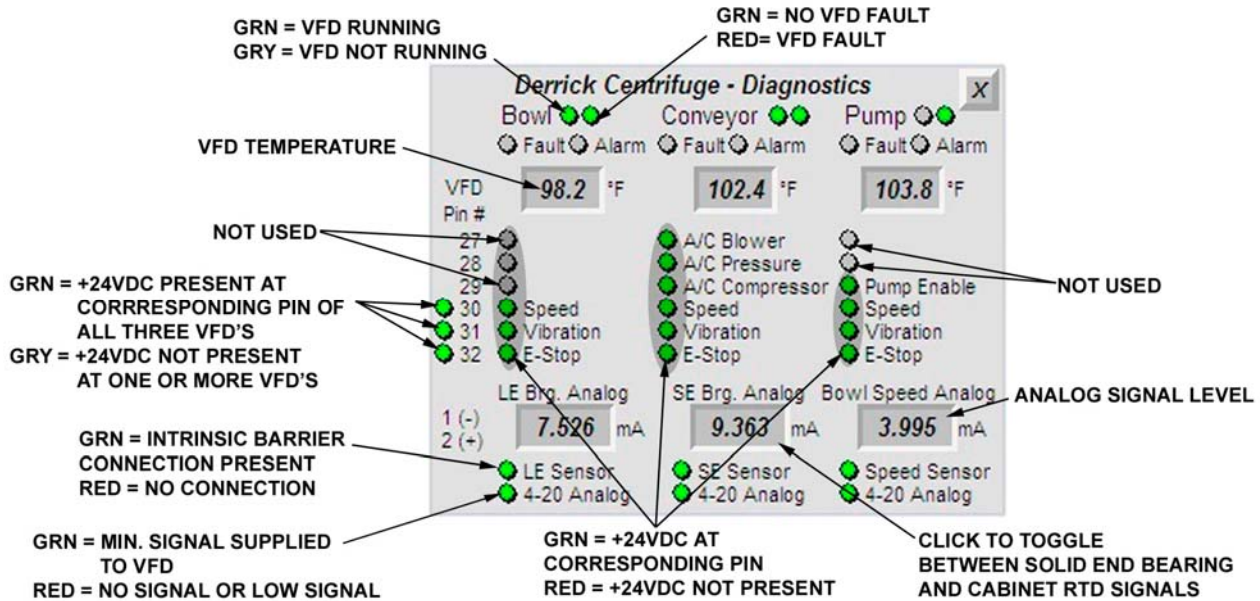 GRN = NO VFD FAULT
RED= VFD FAULT
GRN = VFD RUNNING
GRY = VFD NOT RUNNING
Derrick Centrifuge - Diagnostics
X
Bowl
Conveyor
Pump
Fault Alarm
Fault Alarm
Fault Alarm
VFD TEMPERATURE
VFD
Pin #
98.2 °F
102.4 °F
103.8 °F
NOT USED
27
A/C Blower
28
A/C Pressure
29
A/C Compressor
Pump Enable
NOT USED
30
Speed
Speed
Speed
31
Vibration
Vibration
Vibration
32
E-Stop
E-Stop
E-Stop
GRN = +24VDC PRESENT AT
CORRRESPONDING PIN OF
ALL THREE VFD'S
GRY = +24VDC NOT PRESENT
AT ONE OR MORE VFD'S
LE Brg. Analog
SE Brg. Analog
Bowl Speed Analog
1 (-)
2 (+)
7.526 mA
9.363 mA
3.995 mA
ANALOG SIGNAL LEVEL
GRN = INTRINSIC BARRIER
CONNECTION PRESENT
RED = NO CONNECTION
LE Sensor
SE Sensor
Speed Sensor
4-20 Analog
4-20 Analog
4-20 Analog
GRN = MIN. SIGNAL SUPPLIED
TO VFD
RED = NO SIGNAL OR LOW SIGNAL
GRN = +24VDC AT
CORRESPONDING PIN
RED = +24VDC NOT PRESENT
CLICK TO TOGGLE
BETWEEN SOLID END BEARING
AND CABINET RTD SIGNALS